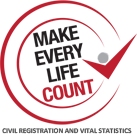 MAKE
EVERY
LIFE
COUNT
CIVIL REGISTRATION AND VITAL STATISTICS